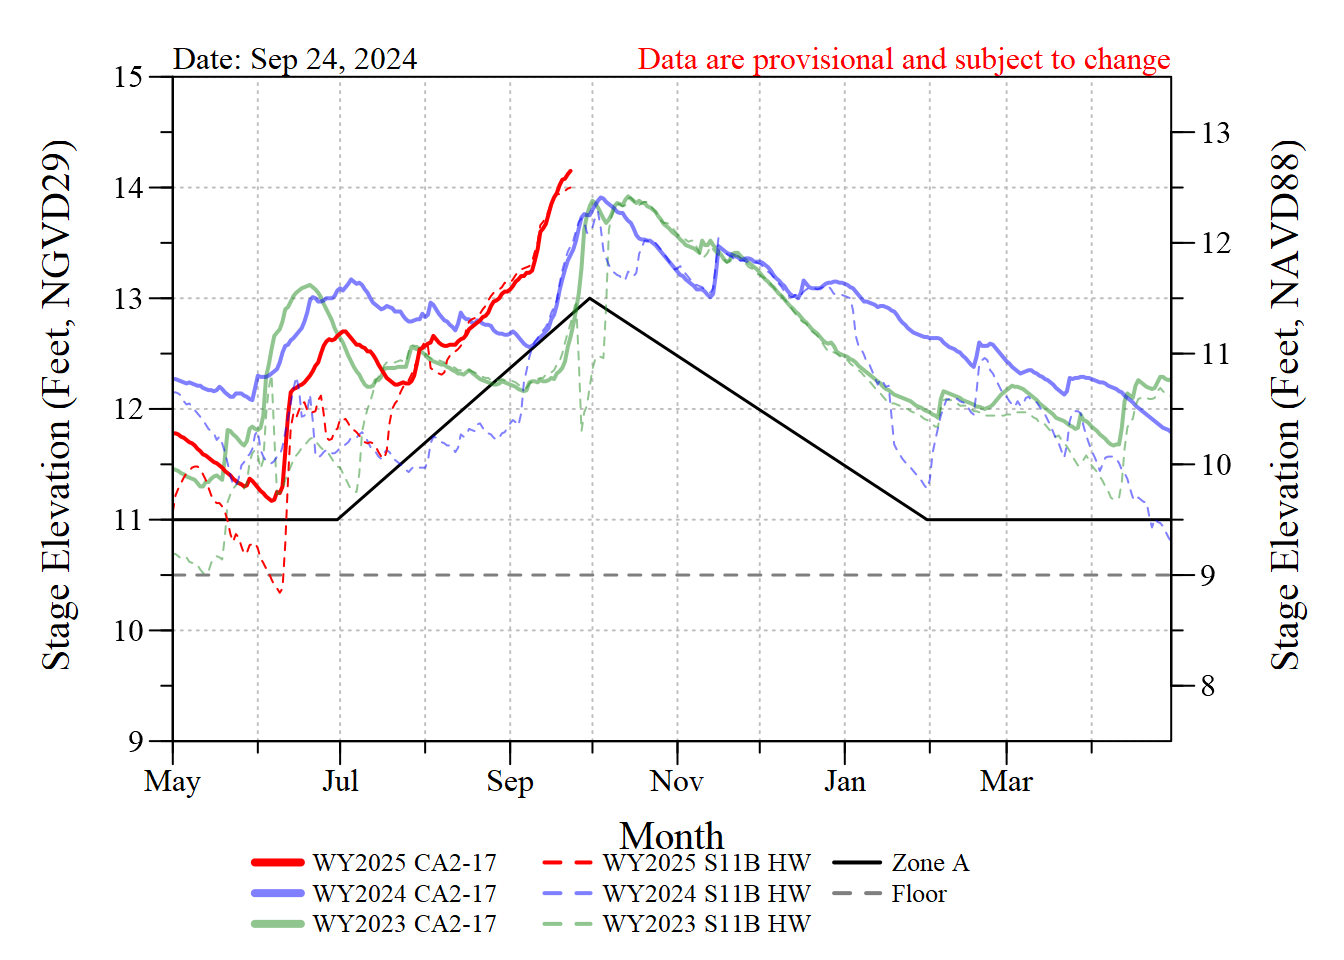 Date: Sep 24, 2024
Data are provisional and subject to change
Stage Elevation (Feet, NGVD29)
15
14
13
12
11
10
9
13
12
11
10
9
8
Stage Elevation (Feet, NAVD88)
May Jul Sep Nov Jan Mar
Month
WY2025 CA2-17 WY2025 S11B HW Zone A
WY2024 CA2-17 WY2024 S11B HW Floor
WY2023 CA2-17 WY2023 S11B HW